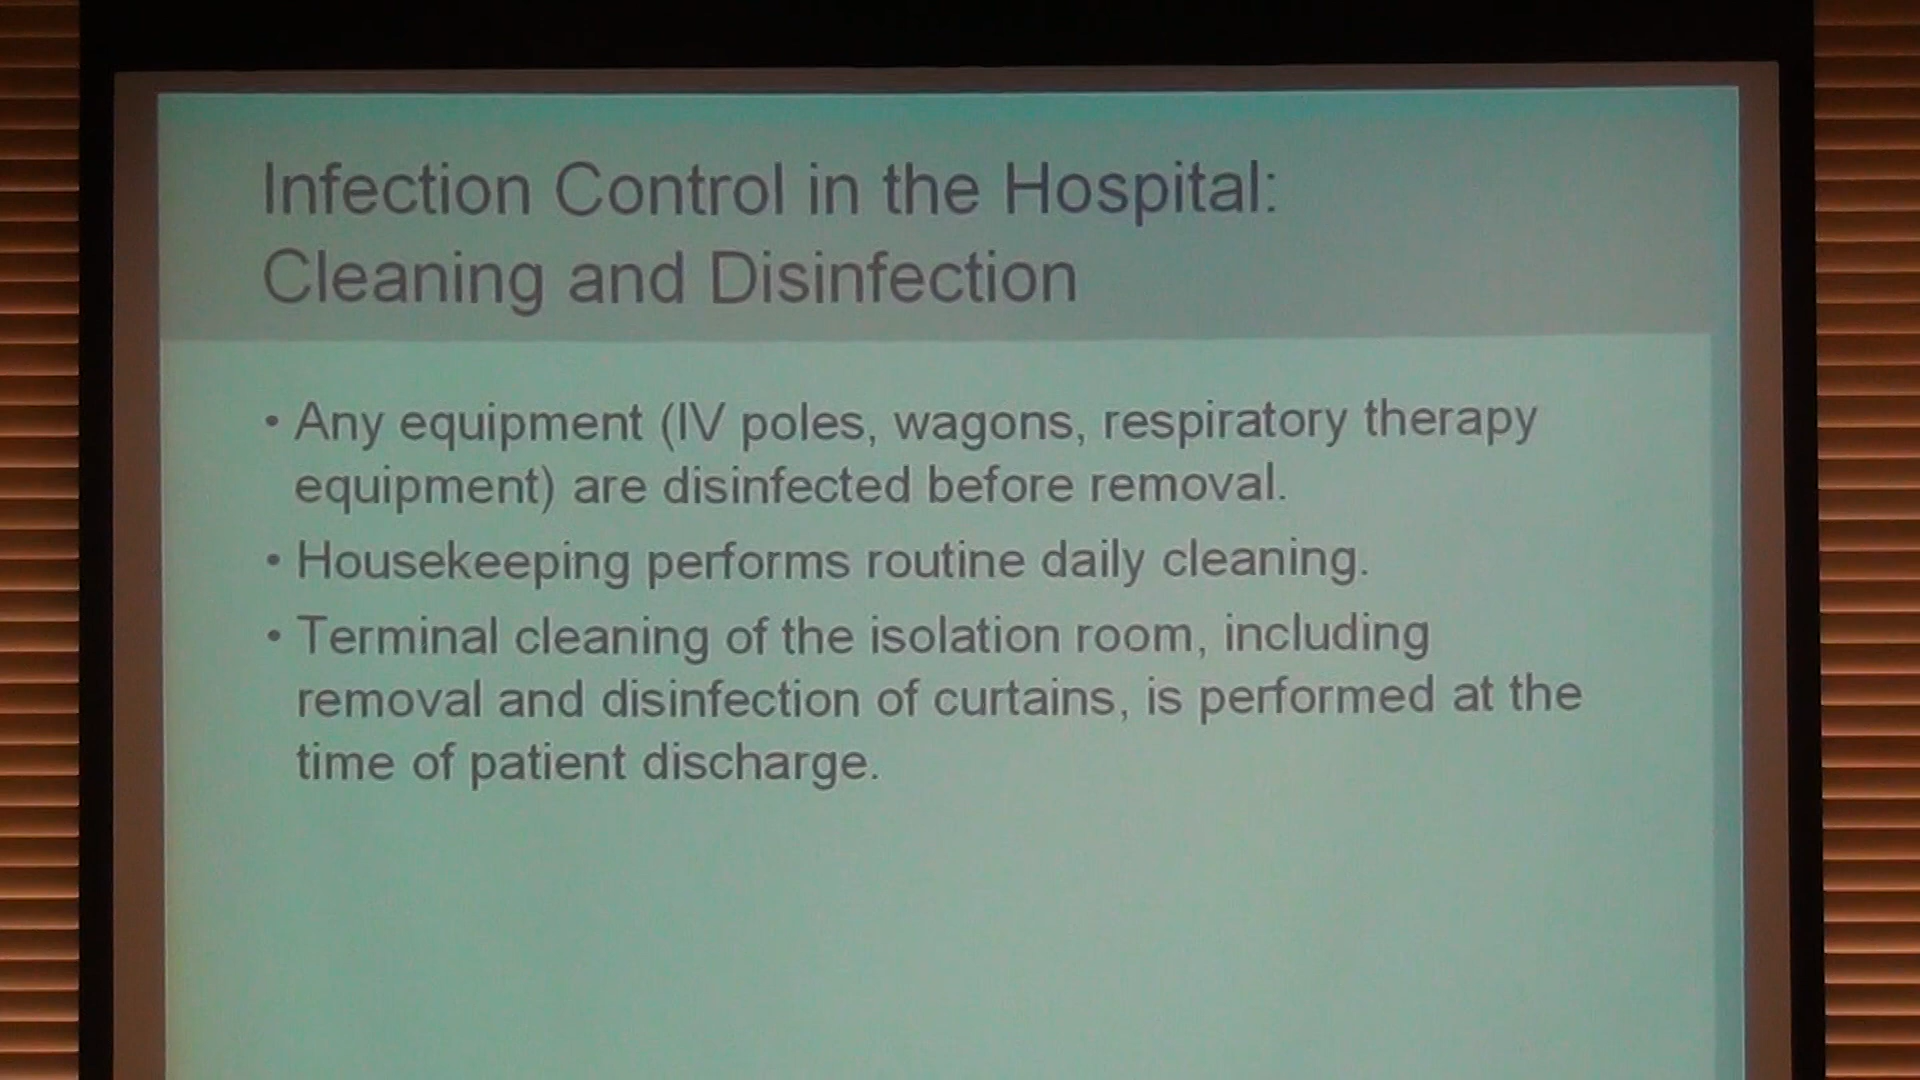 Infection Control in the Hospital:
Cleaning and Disinfection
• Any equipment (IV poles, wagons, respiratory therapy
equipment) are disinfected before removal.
• Housekeeping performs routine daily cleaning.
• Terminal cleaning of the isolation room, including
removal and disinfection of curtains, is performed at the
time of patient discharge.